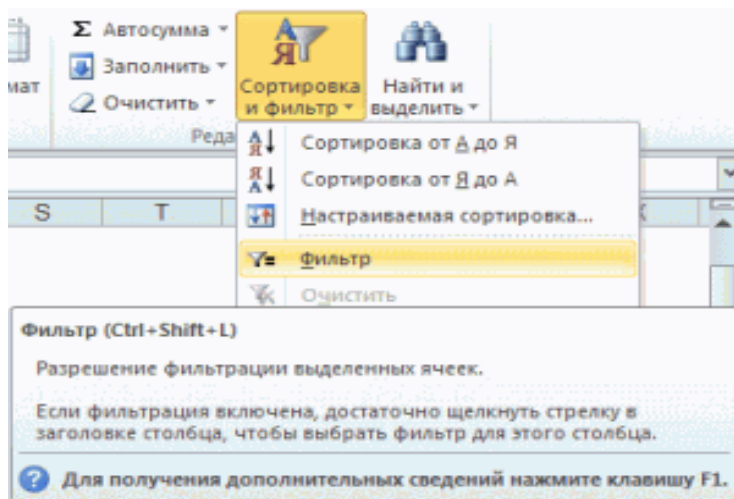 Σ Автосумма
мат
Заполнить
Очистить
Сортировка
и фильтр
Найти и
выделить
Реда
Сортировка от А до Я
Сортировка от Я до А
Настраиваемая сортировка...
S T
Фильтр
Очистить
Фильтр (Ctrl+Shift+L)
Разрешение фильтрации выделенных ячеек.
Если фильтрация включена, достаточно щелкнуть стрелку в
заголовке столбца, чтобы выбрать фильтр для этого столбца.
Для получения дополнительных сведений нажмите клавишу F1.